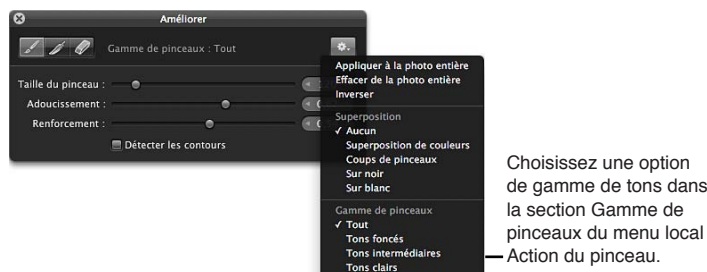 Améliorer
Gamme de pinceaux : Tout
Taille du pinceau :
Adoucissement :
Renforcement :
Détecter les contours
Appliquer à la photo entière
Effacer de la photo entière
Inverser
Superposition
✓ Aucun
Superposition de couleurs
Coups de pinceaux
Sur noir
Sur blanc
Gamme de pinceaux
✓ Tout
Tons foncés
Tons intermédiaires
Tons clairs
Choisissez une option
de gamme de tons dans
la section Gamme de
pinceaux du menu local
Action du pinceau.